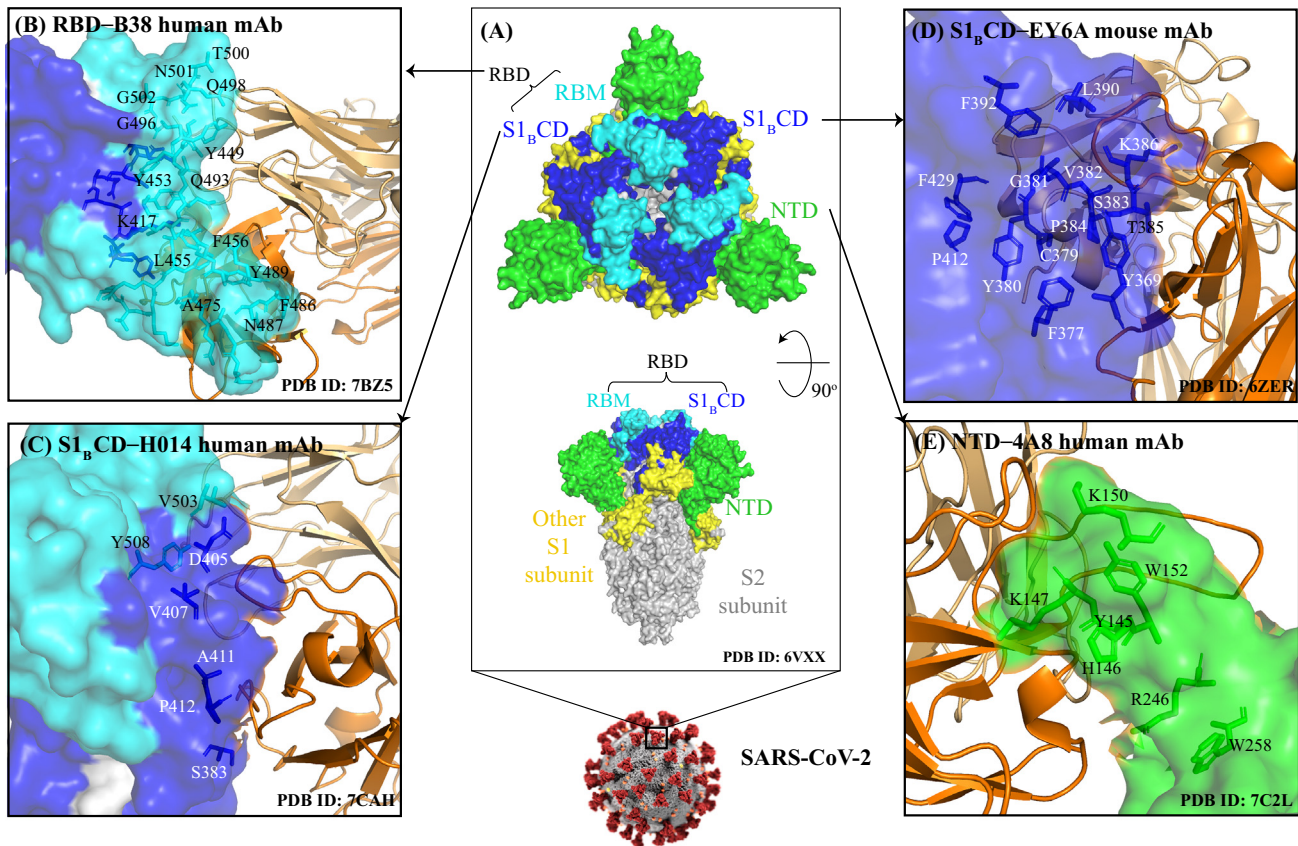 (B) RBD–B38 human mAb
T500
N501
Q498
G502
G496
Y449
Y453
Q493
K417
F456
L455
Y489
A475
F486
N487
PDB ID: 7BZ5
(A)
RBD
RBM
S1BCD
S1BCD
NTD
90°
RBD
RBM
S1BCD
Other
S1
subunit
NTD
S2
subunit
PDB ID: 6VXX
SARS-CoV-2
(D) S1BCD–EY6A mouse mAb
L390
F392
K386
V382
F429
G381
S383
P384
T385
P412
C379
Y380
Y369
F377
PDB ID: 6ZER
(C) S1BCD–H014 human mAb
V503
Y508
D405
V407
A411
P412
S383
PDB ID: 7CAH
(E) NTD–4A8 human mAb
K150
W152
K147
Y145
H146
R246
W258
PDB ID: 7C2L